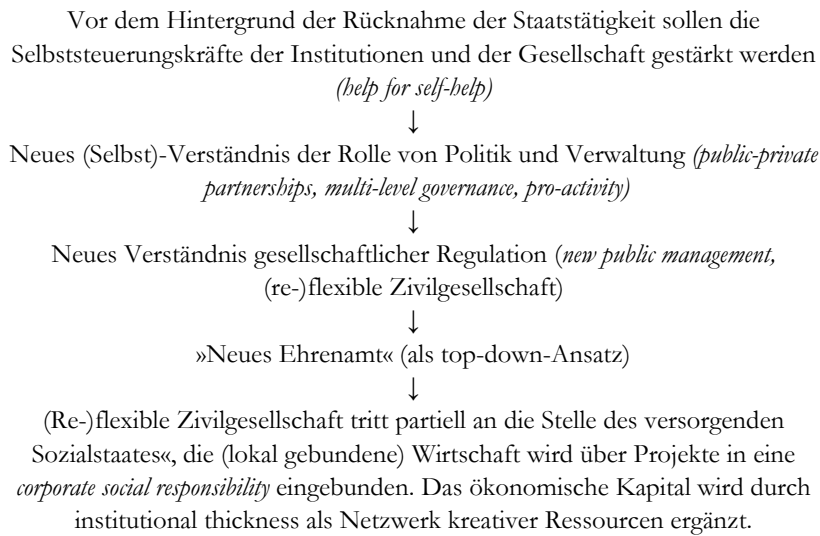 Vor dem Hintergrund der Rücknahme der Staatstätigkeit sollen die
Selbststeuerungskräfte der Institutionen und der Gesellschaft gestärkt werden
(help for self-help)
↓
Neues (Selbst)-Verständnis der Rolle von Politik und Verwaltung (public-private
partnerships, multi-level governance, pro-activity)
↓
Neues Verständnis gesellschaftlicher Regulation (new public management,
(re-)flexible Zivilgesellschaft)
↓
»Neues Ehrenamt« (als top-down-Ansatz)
↓
(Re-)flexible Zivilgesellschaft tritt partiell an die Stelle des versorgenden
Sozialstaates«, die (lokal gebundene) Wirtschaft wird über Projekte in eine
corporate social responsibility eingebunden. Das ökonomische Kapital wird durch
institutional thickness als Netzwerk kreativer Ressourcen ergänzt.